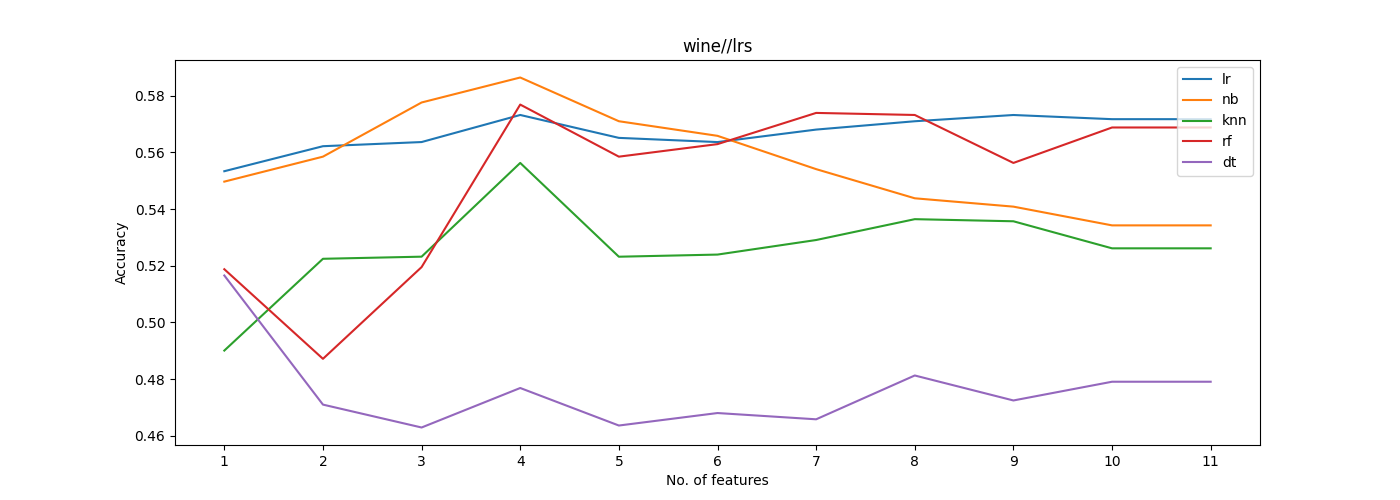 wine//lrs
lr
nb
knn
rf
dt
Accuracy
0.58
0.56
0.54
0.52
0.50
0.48
0.46
1 2 3 4 5 6 7 8 9 10 11
No. of features